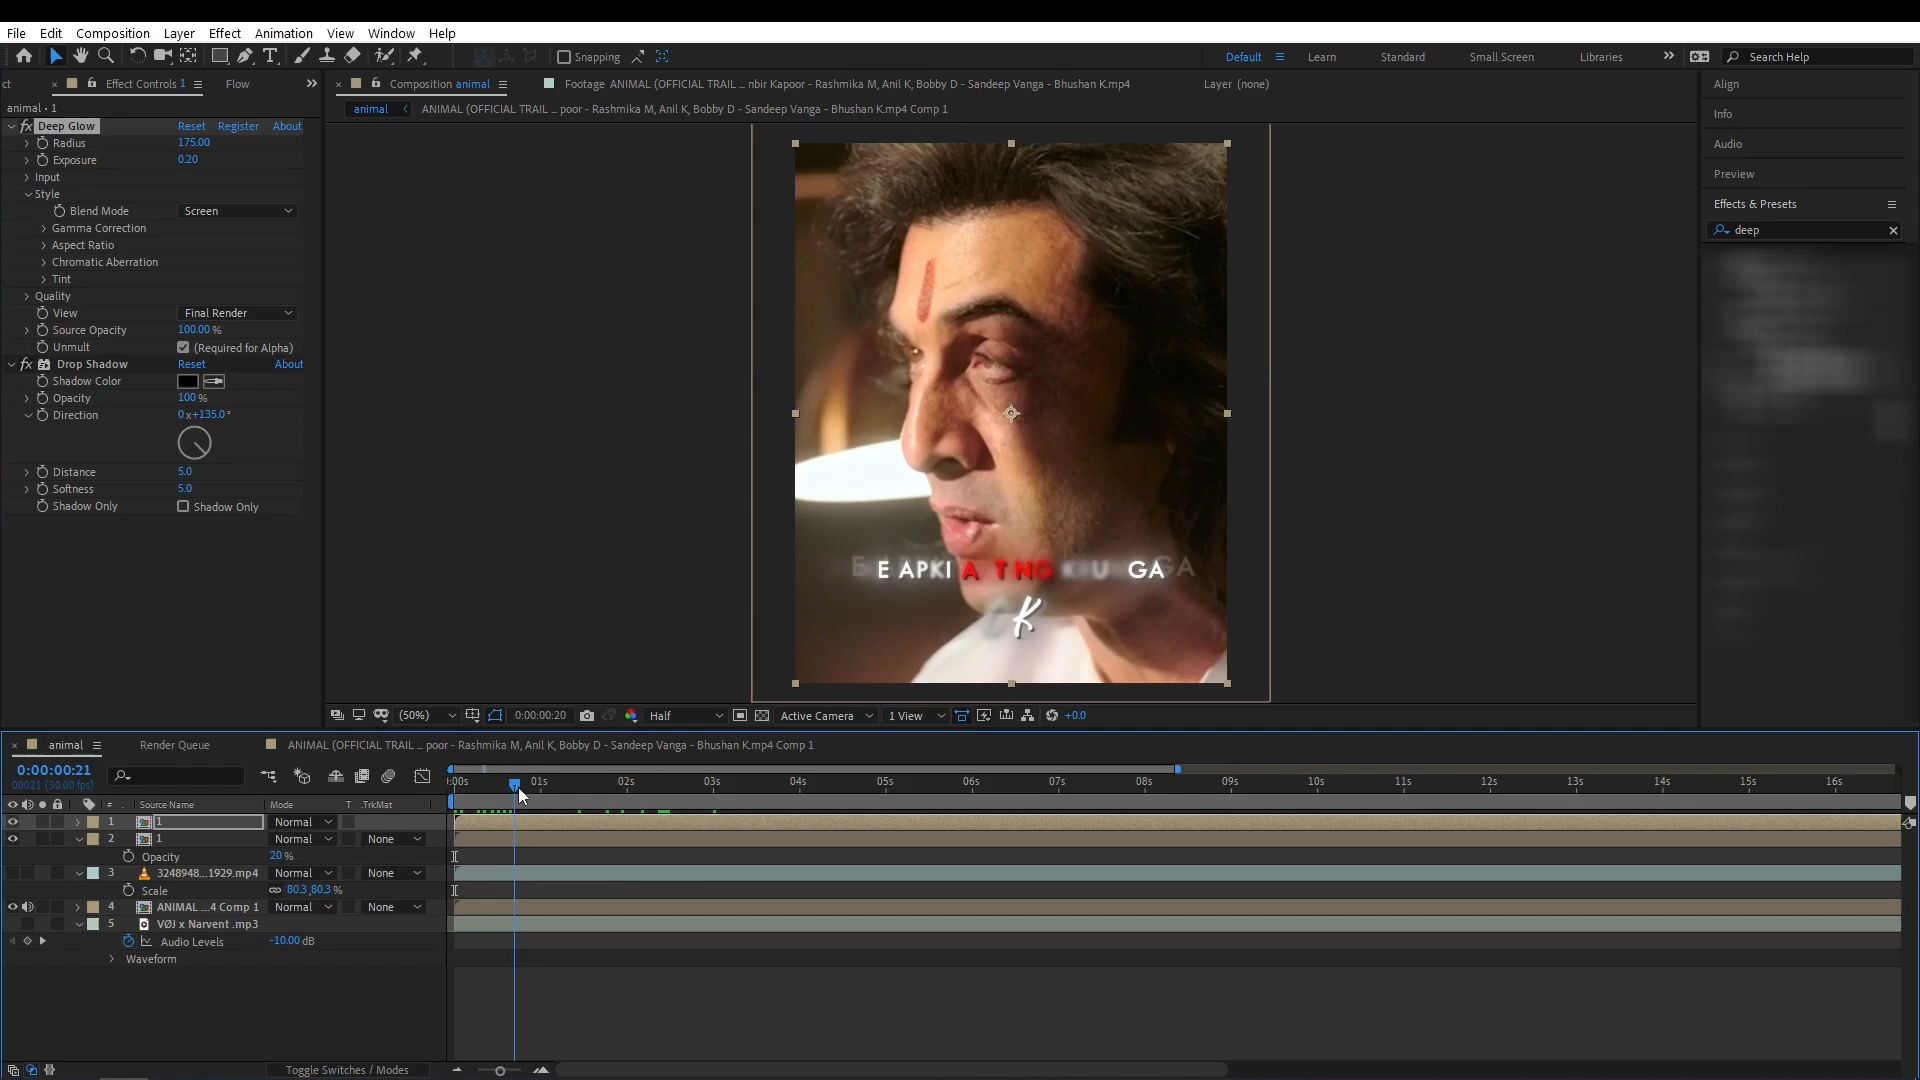 File Edit Composition Layer Effect Animation View Window Help
Snapping Default Learn Standard Small Screen Libraries Search Help
ct Effect Controls 1 Flow Composition animal Footage ANIMAL (OFFICIAL TRAIL ... nbir Kapoor - Rashmika M, Anil K, Bobby D - Sandeep Vanga - Bhushan K.mp4 Layer (none) Align
animal • 1 animal ANIMAL (OFFICIAL TRAIL ... poor - Rashmika M, Anil K, Bobby D - Sandeep Vanga - Bhushan K.mp4 Comp 1 Info
fx Deep Glow Reset Register About.
Radius 175.00 Audio
Exposure 0.20
Input Preview
Style Effects & Presets
Blend Mode Screen
Gamma Correction deep
Aspect Ratio
Chromatic Aberration
Tint
Quality
View Final Render
Source Opacity 100.00 %
Unmult (Required for Alpha)
fx Drop Shadow Reset About
Shadow Color
Opacity 100 %
Direction 0 x+135.0°
Distance 5.0
Softness 5.0
Shadow Only Shadow Only
E APKI A T NG K U GA
K
(50%) 0:00:00:20 Half Active Camera 1 View +0.0
animal Render Queue ANIMAL (OFFICIAL TRAIL ... poor - Rashmika M, Anil K, Bobby D - Sandeep Vanga - Bhushan K.mp4 Comp 1
0:00:00:21
00021 (30.00 fps)
:00s 01s 02s 03s 04s 05s 06s 07s 08s 09s 10s 11s 12s 13s 14s 15s 16s
# . Source Name Mode T .TrkMat
1 1 Normal
2 1 Normal None
Opacity 20 %
3 3248948...1929.mp4 Normal None
Scale 80.3,80.3 %
4 ANIMAL ...4 Comp 1 Normal None
5 VØJ x Narvent .mp3
Audio Levels -10.00 dB
Waveform
Toggle Switches / Modes